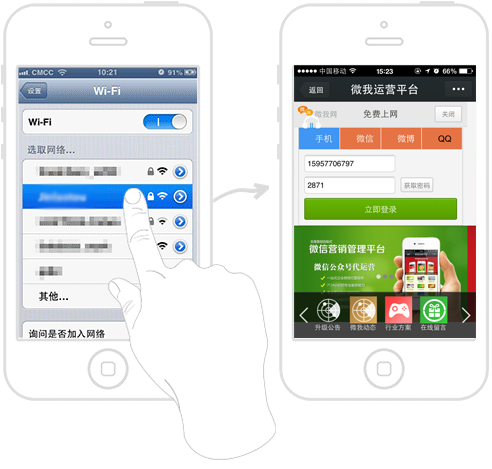 CMCC 10:21 91%
设置 Wi-Fi
Wi-Fi
选取网络...
其他...
询问是否加入网络
中国移动 15:23 66%
返回 微我运营平台
微我网 免费上网 关闭
手机 微信 微博 QQ
15957706797
2871 获取密码
立即登录
微信营销管理平台
微信公众号代运营
升级公告 微我动态 行业方案 在线留言